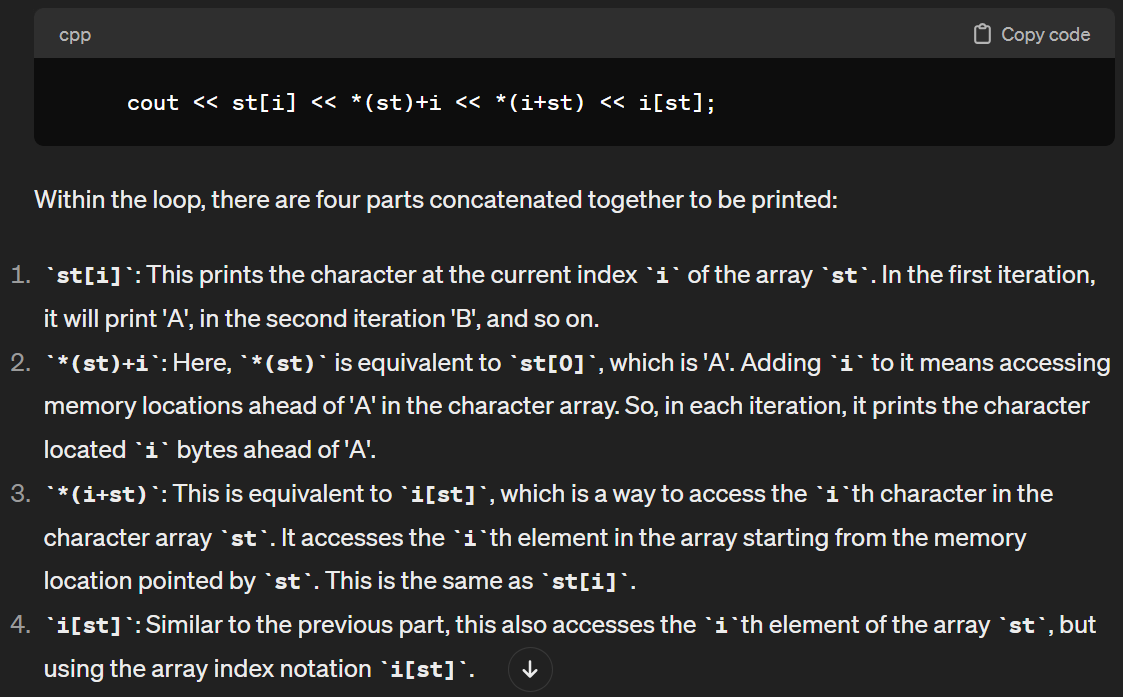 cpp
Copy code
cout << st[i] << *(st)+i << *(i+st) << i[st];
Within the loop, there are four parts concatenated together to be printed:
1. `st[i]`: This prints the character at the current index `i` of the array `st`. In the first iteration,
it will print 'A', in the second iteration 'B', and so on.
2. `*(st)+i`: Here, `*(st)` is equivalent to `st[0]`, which is 'A'. Adding `i` to it means accessing
memory locations ahead of 'A' in the character array. So, in each iteration, it prints the character
located `i` bytes ahead of 'A'.
3. `*(i+st)`: This is equivalent to `i[st]`, which is a way to access the `i`th character in the
character array `st`. It accesses the `i`th element in the array starting from the memory
location pointed by `st`. This is the same as `st[i]`.
4. `i[st]`: Similar to the previous part, this also accesses the `i`th element of the array `st`, but
using the array index notation `i[st]`.